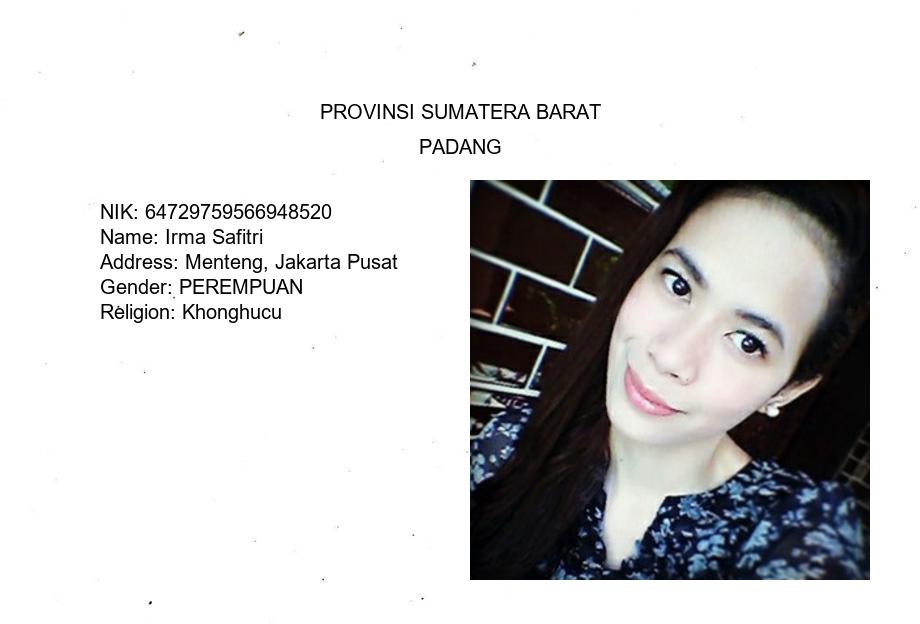 PROVINSI SUMATERA BARAT
PADANG
NIK: 64729759566948520
Name: Irma Safitri
Address: Menteng, Jakarta Pusat
Gender: PEREMPUAN
Religion: Khonghucu